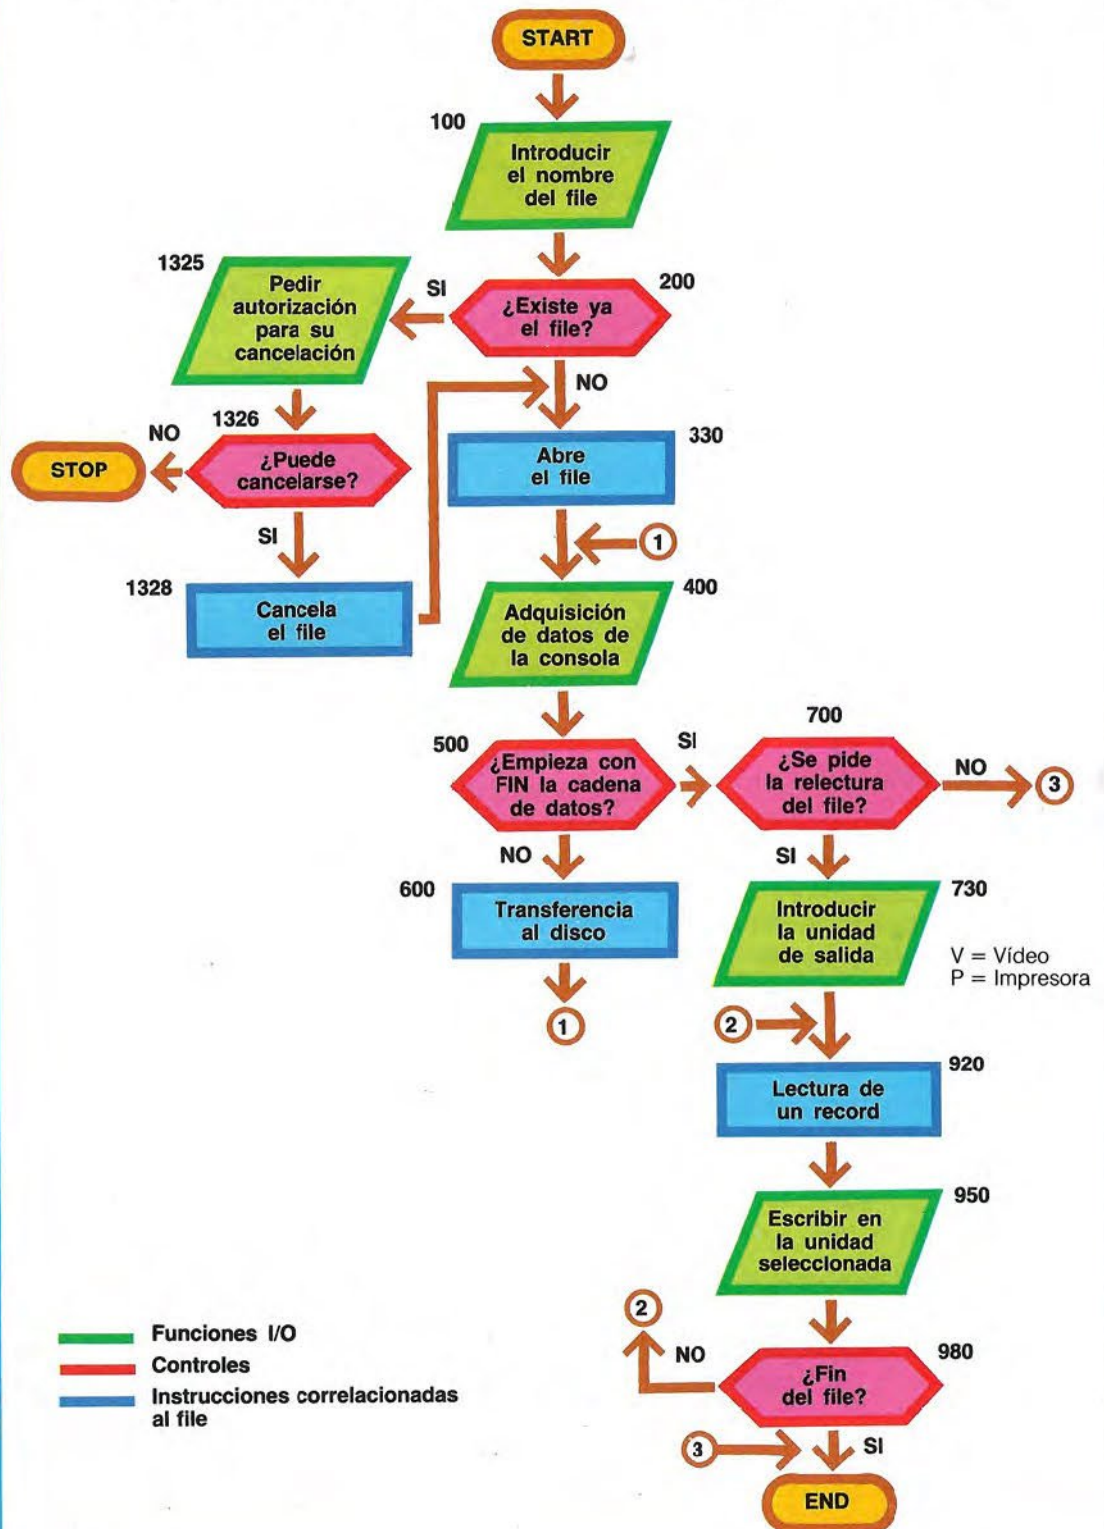 START
100
Introducir
el nombre
del file
1325
Pedir
autorización
para su
cancelación
SI
200
¿Existe ya
el file?
NO
1326
NO
STOP
¿Puede
cancelarse?
330
Abre
el file
SI
1
1328
Cancela
el file
400
Adquisición
de datos de
la consola
500
¿Empieza con
FIN la cadena
de datos?
SI
700
¿Se pide
la relectura
del file?
NO
3
NO
SI
600
Transferencia
al disco
730
Introducir
la unidad
de salida
V = Vídeo
P = Impresora
1
2
920
Lectura de
un record
950
Escribir en
la unidad
seleccionada
2
NO
980
¿Fin
del file?
Funciones I/O
Controles
Instrucciones correlacionadas
al file
3
SI
END